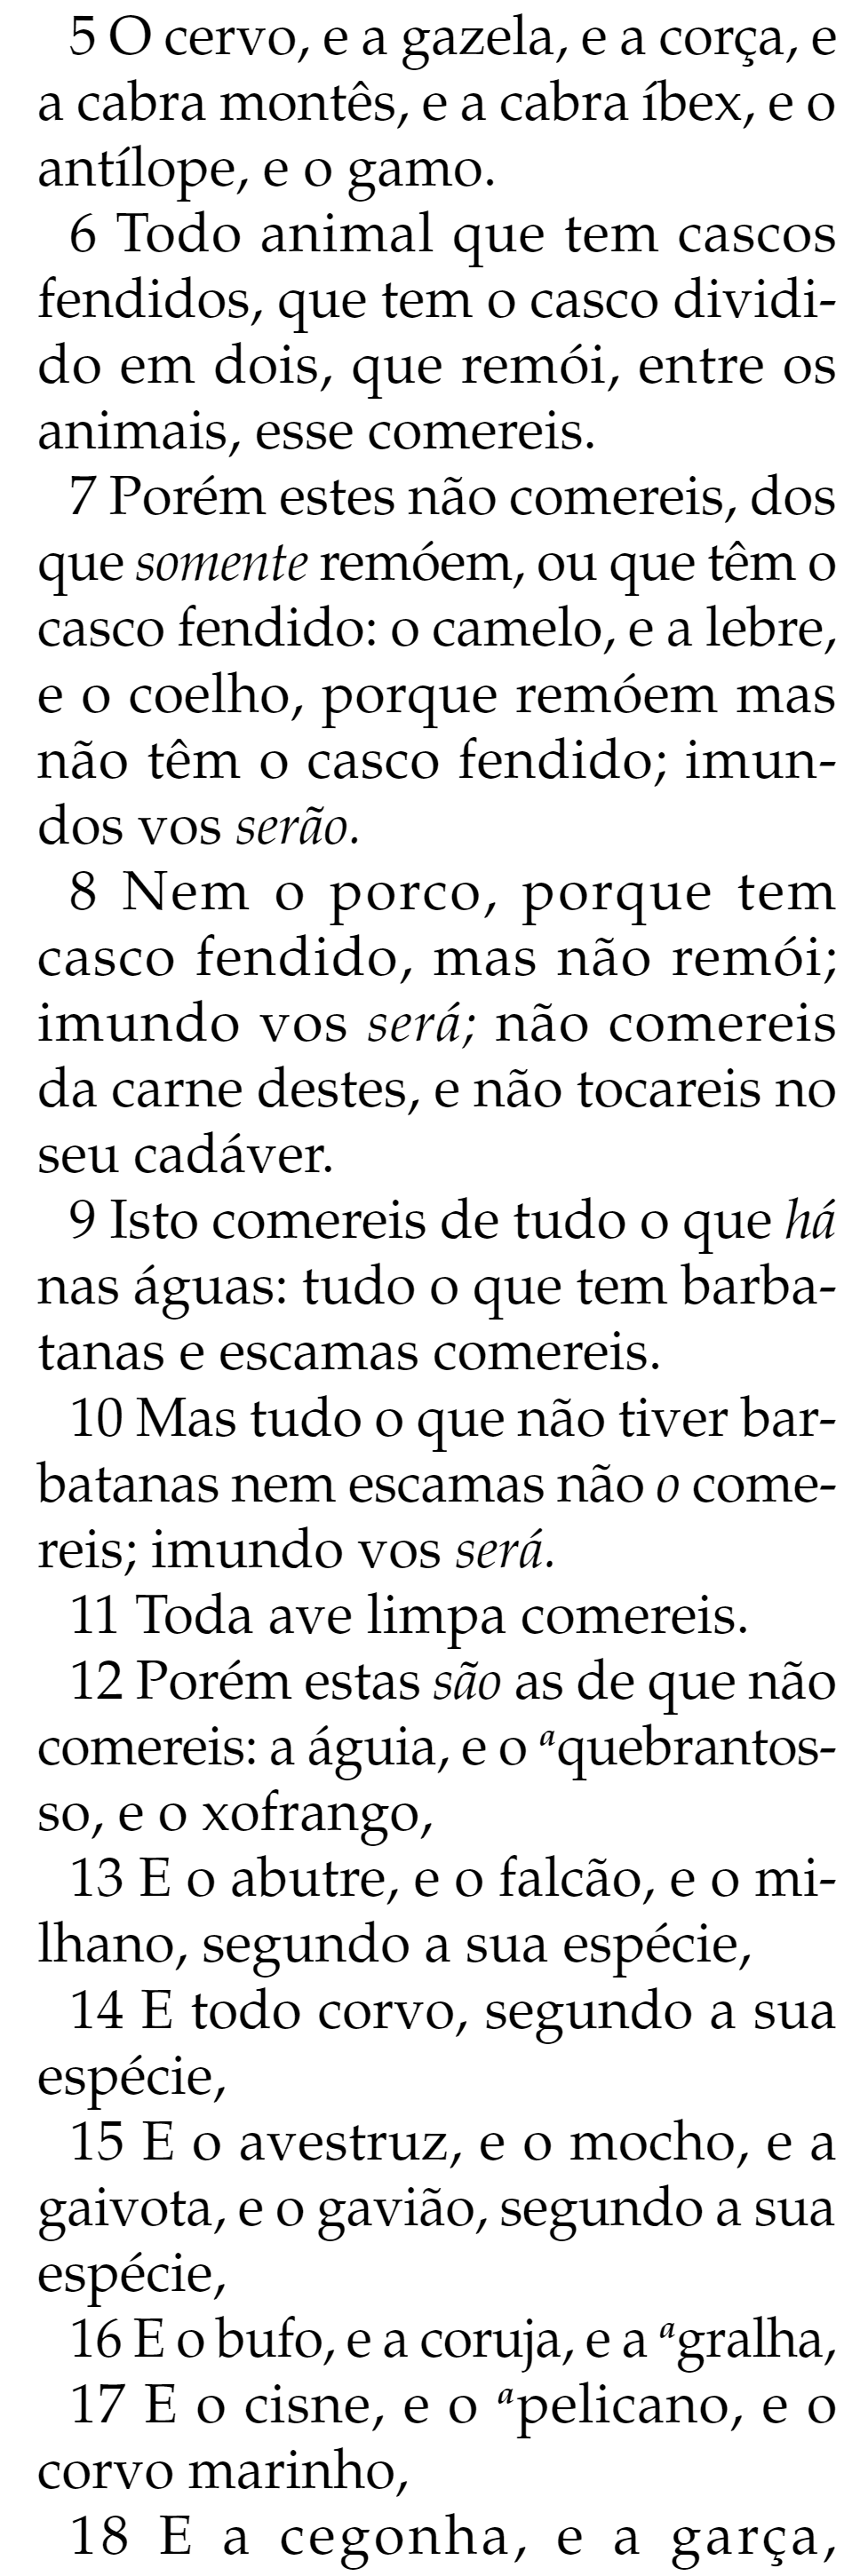 5 O cervo, e a gazela, e a corça, e
a cabra montês, e a cabra íbex, e o
antílope, e o gamo.
6 Todo animal que tem cascos
fendidos, que tem o casco dividi-
do em dois, que remói, entre os
animais, esse comereis.
7 Porém estes não comereis, dos
que somente remóem, ou que têm o
casco fendido: o camelo, e a lebre,
e o coelho, porque remóem mas
não têm o casco fendido; imun-
dos vos serão.
8 Nem o porco, porque tem
casco fendido, mas não remói;
imundo vos será; não comereis
da carne destes, e não tocareis no
seu cadáver.
9 Isto comereis de tudo o que há
nas águas: tudo o que tem barba-
tanas e escamas comereis.
10 Mas tudo o que não tiver bar-
batanas nem escamas não o come-
reis; imundo vos será.
11 Toda ave limpa comereis.
12 Porém estas são as de que não
comereis: a águia, e o aquebrantos-
so, e o xofrango,
13 E o abutre, e o falcão, e o mi-
lhano, segundo a sua espécie,
14 E todo corvo, segundo a sua
espécie,
15 E o avestruz, e o mocho, e a
gaivota, e o gavião, segundo a sua
espécie,
16 E o bufo, e a coruja, e a agralha,
17 E o cisne, e o apelicano, e o
corvo marinho,
18 E a cegonha, e a garça,